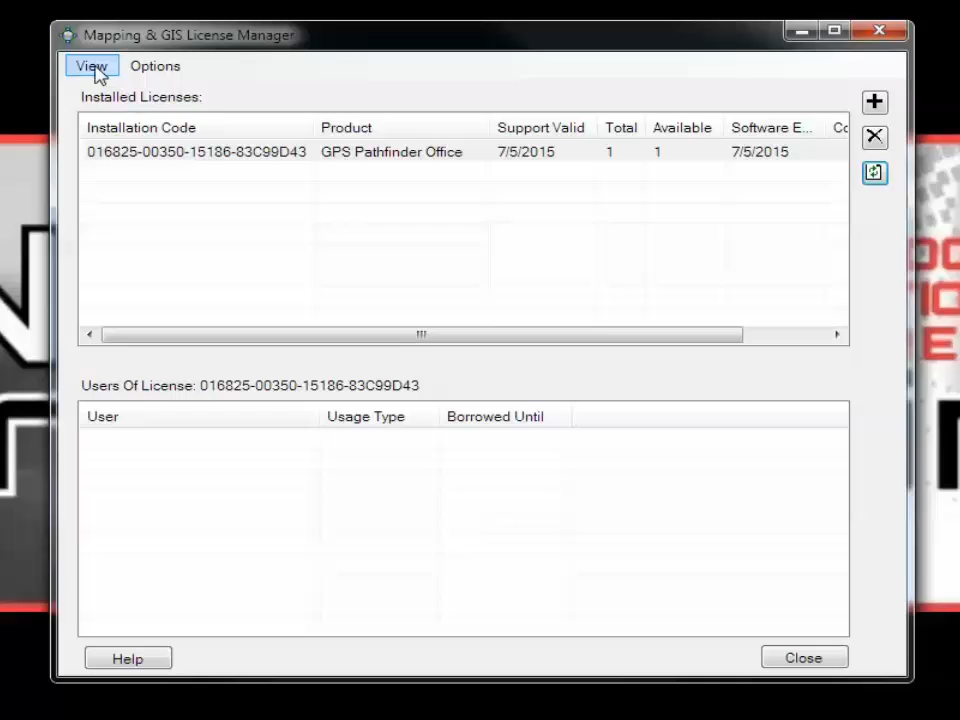 Mapping & GIS License Manager
View Options
Installed Licenses:
Installation Code Product Support Valid Total Available Software E... Co
016825-00350-15186-83C99D43 GPS Pathfinder Office 7/5/2015 1 1 7/5/2015
Users Of License: 016825-00350-15186-83C99D43
User Usage Type Borrowed Until
Help Close